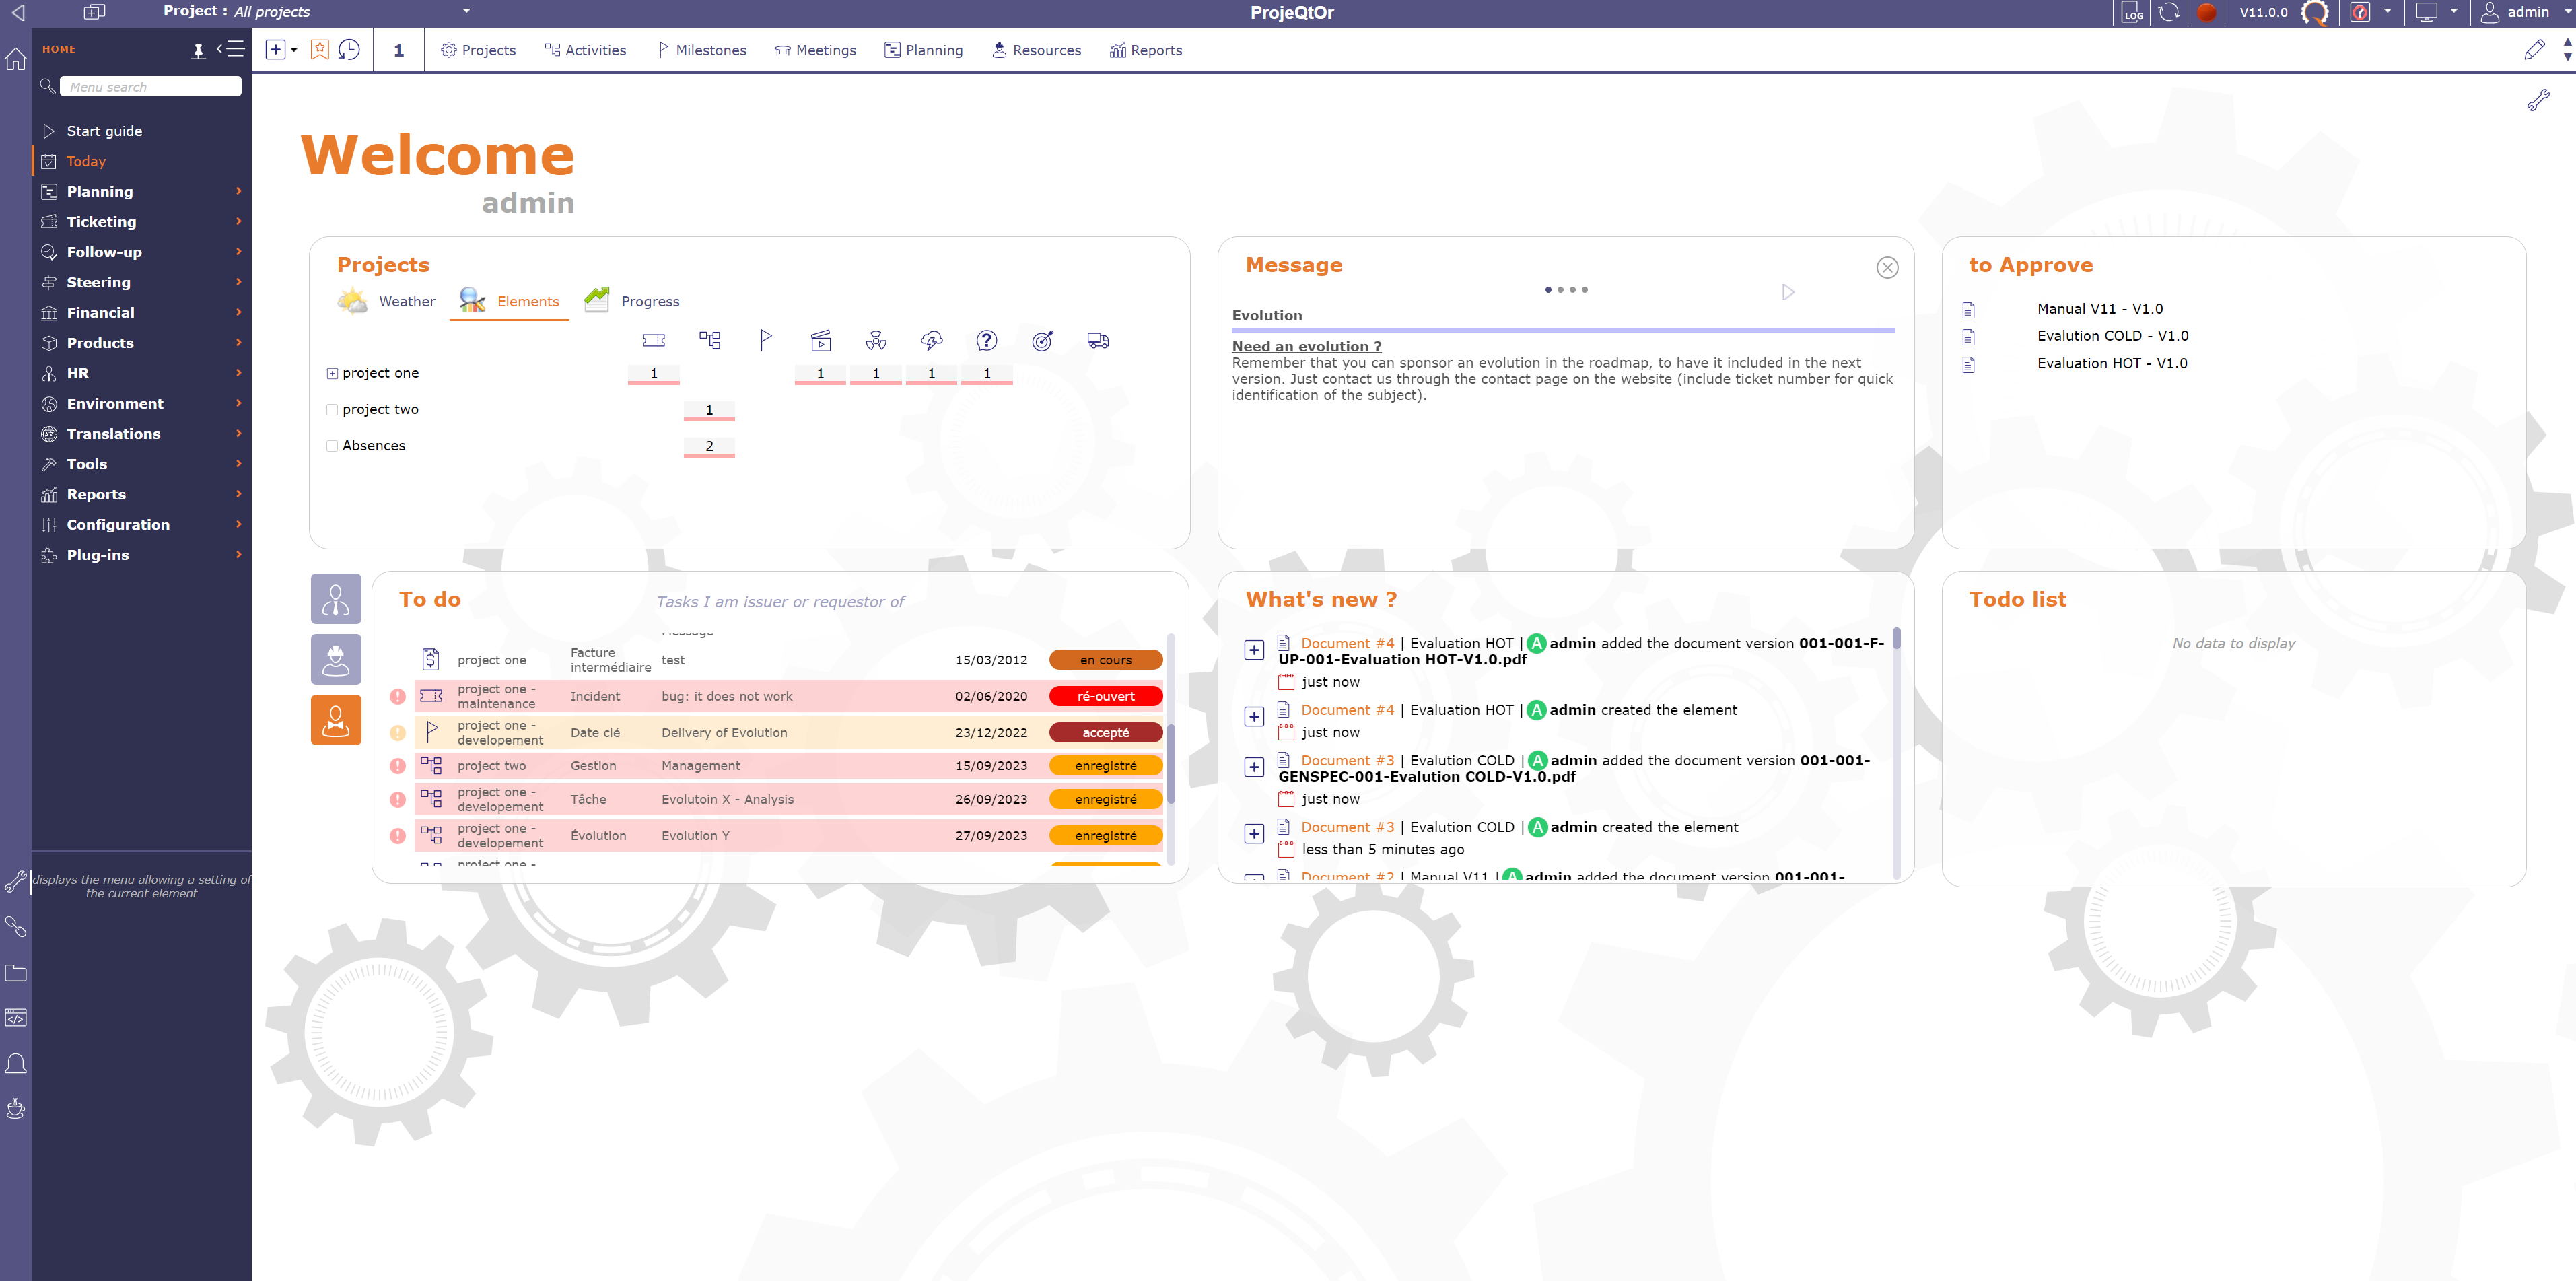 Project : All projects
ProjeQtOr
LOG
V11.0.0
admin
HOME
Menu search
Start guide
Today
Planning
Ticketing
Follow-up
Steering
Financial
Products
HR
Environment
Translations
Tools
Reports
Configuration
Plug-ins
displays the menu allowing a setting of
the current element
1
Projects
Activities
Milestones
Meetings
Planning
Resources
Reports
Welcome
admin
Projects
Weather
Elements
Progress
project one
1 1 1 1 1
project two
1
Absences
2
Message
Evolution
Need an evolution ?
Remember that you can sponsor an evolution in the roadmap, to have it included in the next
version. Just contact us through the contact page on the website (include ticket number for quick
identification of the subject).
to Approve
Manual V11 - V1.0
Evalution COLD - V1.0
Evaluation HOT - V1.0
To do
Tasks I am issuer or requestor of
Message
project one Facture intermédiaire test 15/03/2012 en cours
project one - maintenance Incident bug: it does not work 02/06/2020 ré-ouvert
project one - developement Date clé Delivery of Evolution 23/12/2022 accepté
project two Gestion Management 15/09/2023 enregistré
project one - developement Tâche Evolutoin X - Analysis 26/09/2023 enregistré
project one - developement Évolution Evolution Y 27/09/2023 enregistré
project one -
What's new ?
Document #4 | Evaluation HOT | A admin added the document version 001-001-F-
UP-001-Evaluation HOT-V1.0.pdf
just now
Document #4 | Evaluation HOT | A admin created the element
just now
Document #3 | Evalution COLD | A admin added the document version 001-001-
GENSPEC-001-Evalution COLD-V1.0.pdf
just now
Document #3 | Evalution COLD | A admin created the element
less than 5 minutes ago
Document #2 | Manual V11 | A admin added the document version 001-001-
Todo list
No data to display